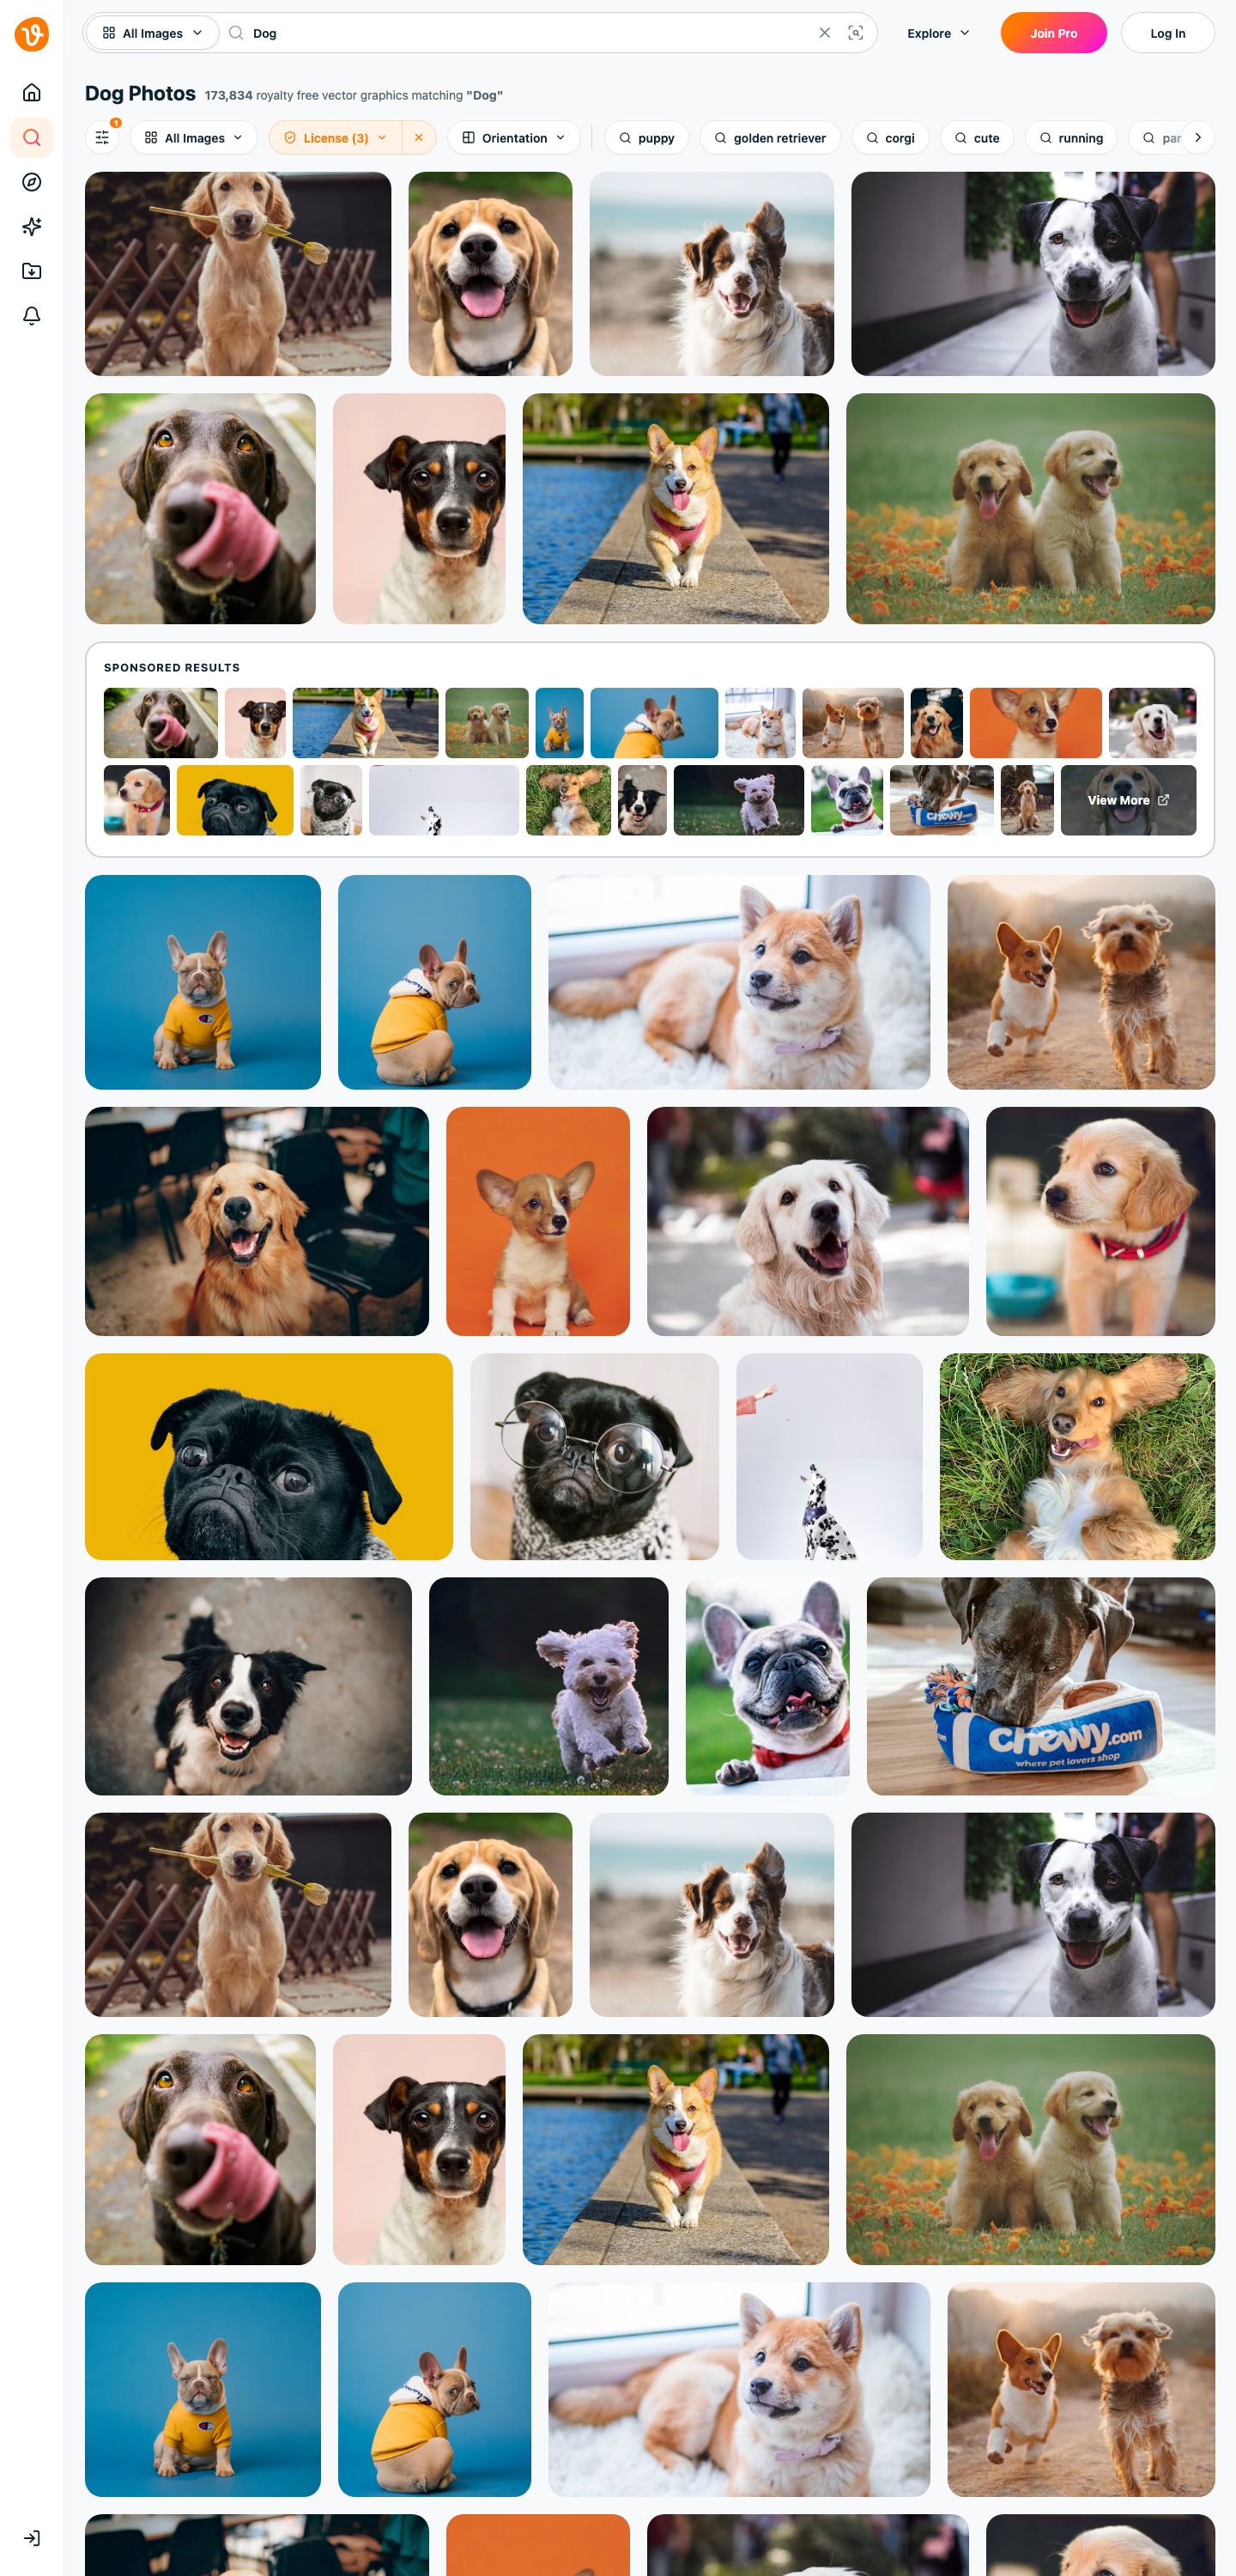 All Images
Dog
Explore
Join Pro
Log In
Dog Photos 173,834 royalty free vector graphics matching "Dog"
1
All Images
License (3)
Orientation
puppy
golden retriever
corgi
cute
running
par
SPONSORED RESULTS
chewy
View More
chewy.com
where pet lovers shop